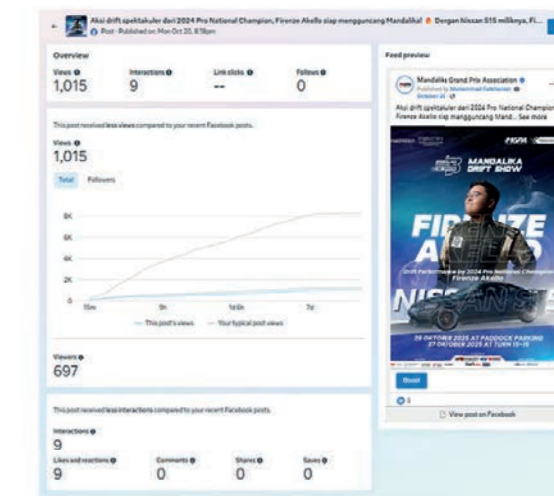 Aksi drift spektakuler dari 2024 Pro National Champion, Firenze Akello siap mengguncang Mandalika! 🔥 Dengan Nissan S15 miliknya, Fi...
Post · Published on Mon Oct 20, 8:18pm
Overview
Views
Interactions
Link clicks
Follows
1,015
9
--
0
This post received less views compared to your recent Facebook posts.
Views
1,015
Total
Followers
8K
6K
4K
2K
0
15m
9h
1d 6h
7d
This post's views
Your typical post views
Viewers
697
This post received less interactions compared to your recent Facebook posts.
Interactions
9
Likes and reactions
Comments
Shares
Saves
9
0
0
0
Feed preview
Mandalika Grand Prix Association
Published by Muhammad
October 21
Aksi drift spektakuler dari 2024 Pro National Champion
Firenze Akello siap mengguncang Mand... See more
MGPA
MANDALIKA
DRIFT SHOW
FIRENZE
AKELLO
Drift Performance by 2024 Pro National Champion
Firenze Akello
NISSAN S15
26 OKTOBER 2025 AT PADDOCK PARKING
27 OKTOBER 2025 AT TURN 15-16
Boost
View post on Facebook